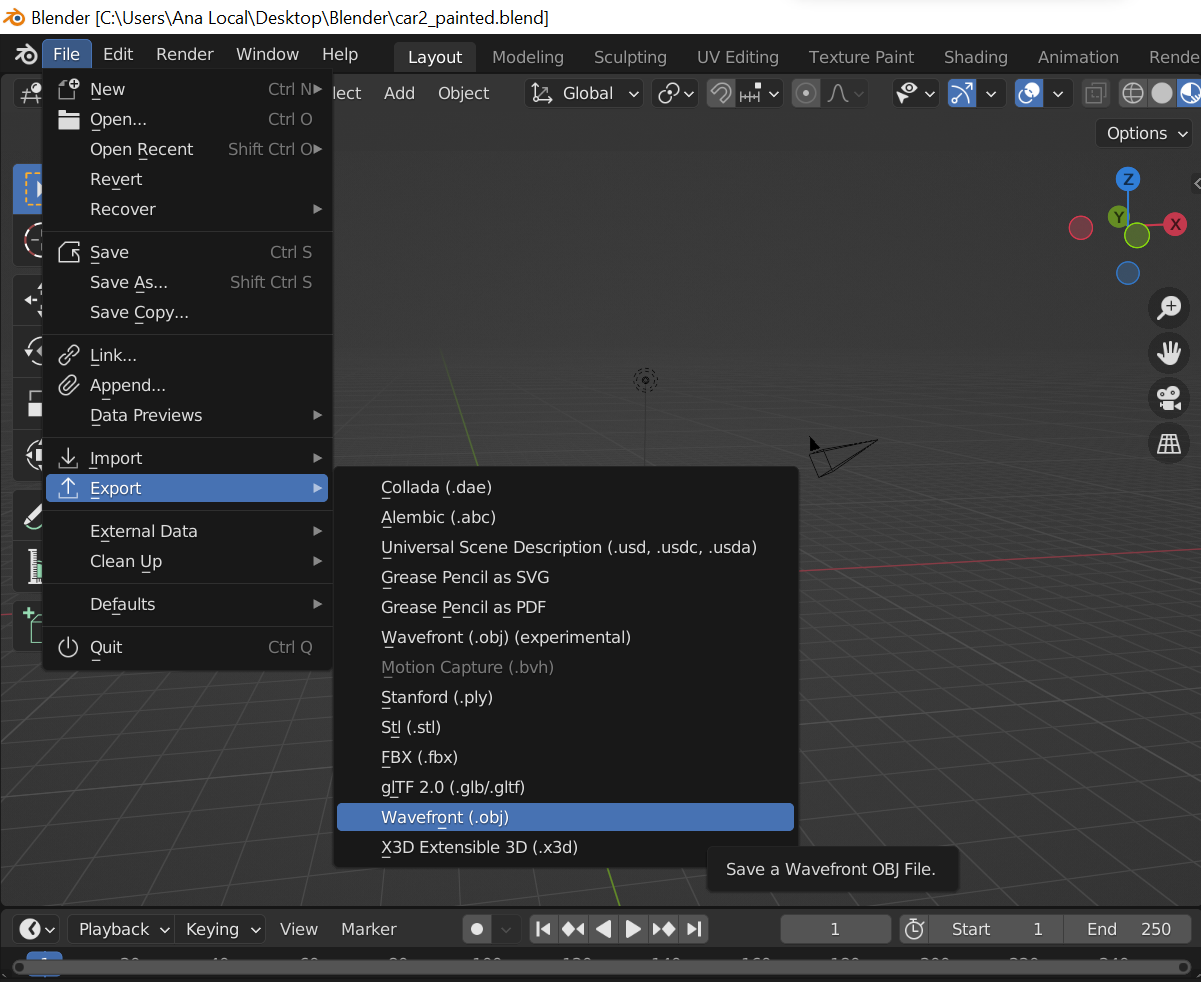 Blender [C:\Users\Ana Local\Desktop\Blender\car2_painted.blend]
File Edit Render Window Help Layout Modeling Sculpting UV Editing Texture Paint Shading Animation Rende
lect Add Object Global
Options
New Ctrl N
Open... Ctrl O
Open Recent Shift Ctrl O
Revert
Recover
Save Ctrl S
Save As... Shift Ctrl S
Save Copy...
Link...
Append...
Data Previews
Import
Export
External Data
Clean Up
Defaults
Quit Ctrl Q
Collada (.dae)
Alembic (.abc)
Universal Scene Description (.usd, .usdc, .usda)
Grease Pencil as SVG
Grease Pencil as PDF
Wavefront (.obj) (experimental)
Motion Capture (.bvh)
Stanford (.ply)
Stl (.stl)
FBX (.fbx)
glTF 2.0 (.glb/.gltf)
Wavefront (.obj)
X3D Extensible 3D (.x3d)
Save a Wavefront OBJ File.
Z
Y
X
Playback Keying View Marker 1 Start 1 End 250